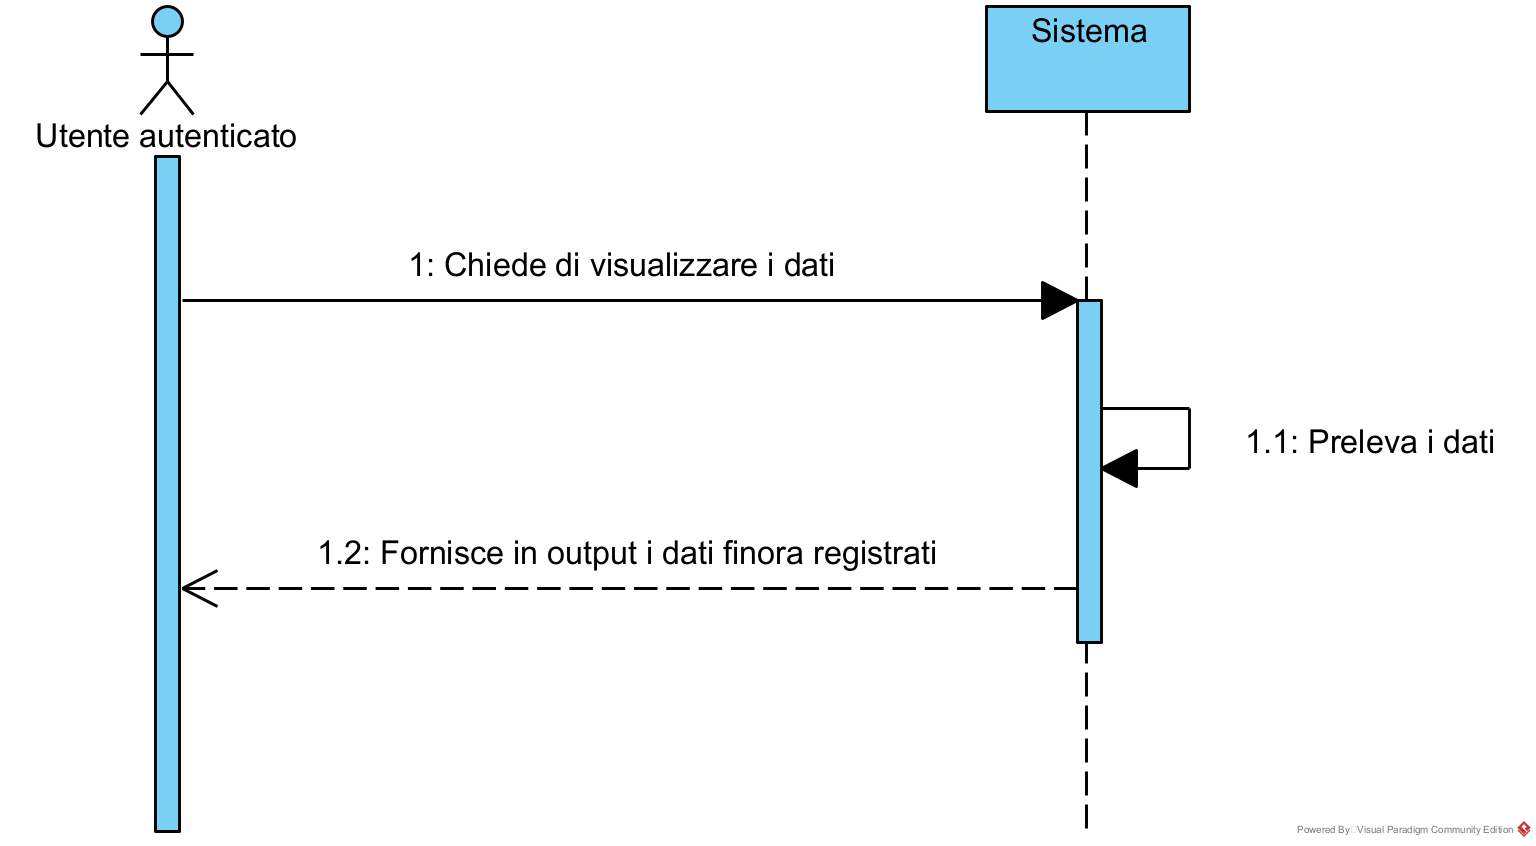 Sistema
Utente autenticato
1: Chiede di visualizzare i dati
1.1: Preleva i dati
1.2: Fornisce in output i dati finora registrati
Powered By Visual Paradigm Community Edition